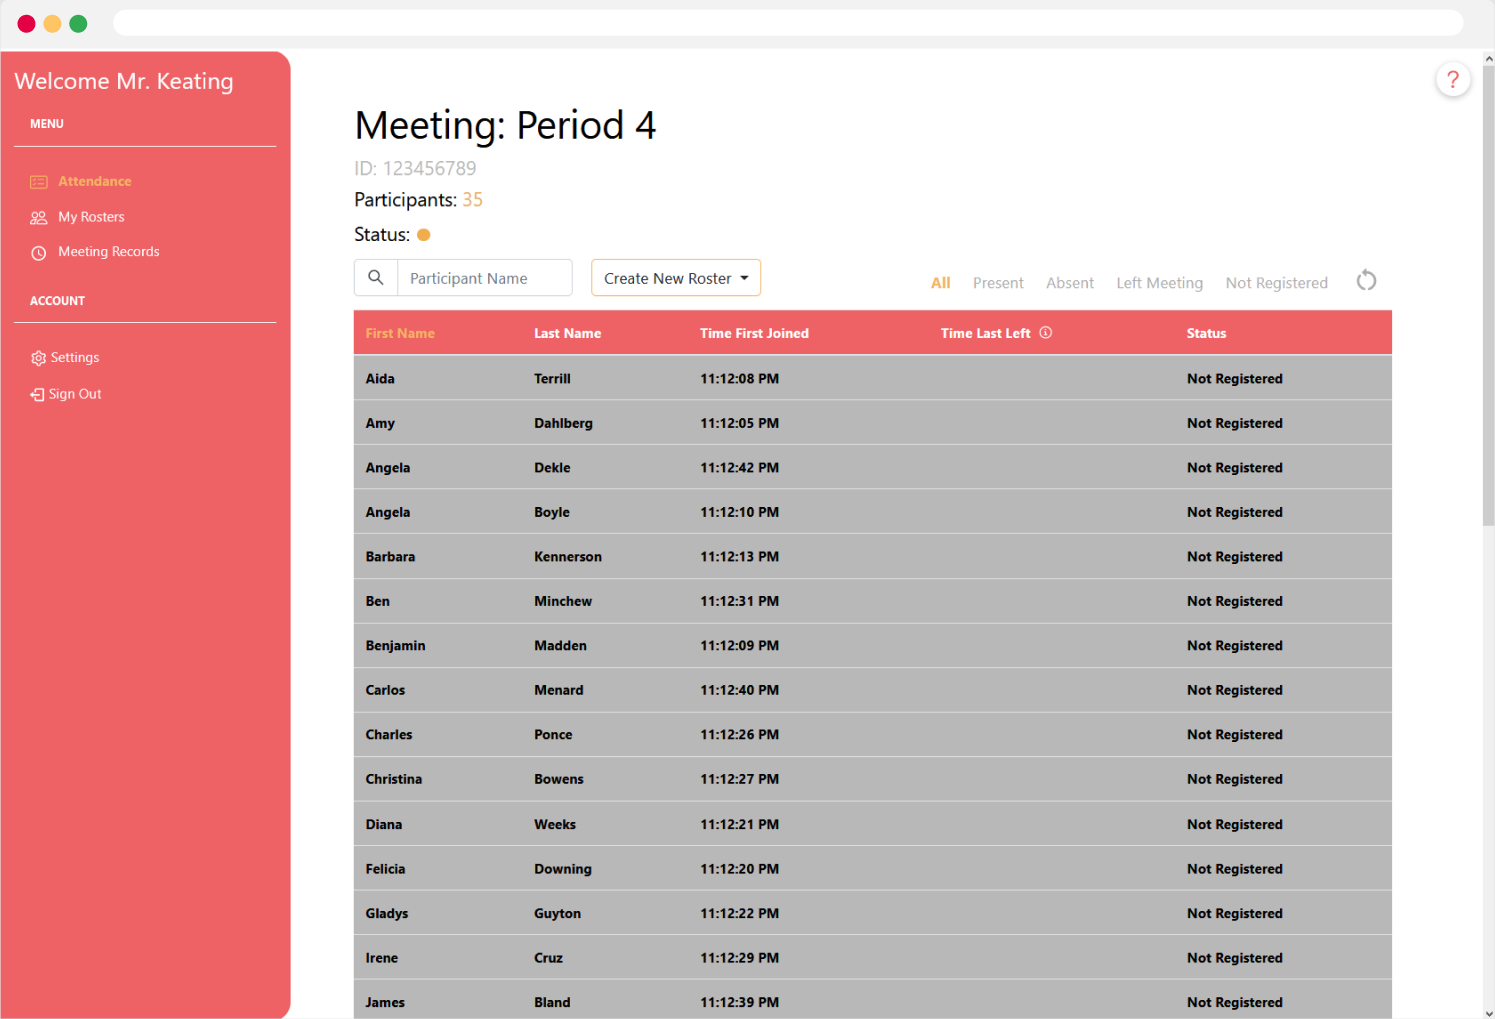 Welcome Mr. Keating
MENU
Attendance
My Rosters
Meeting Records
ACCOUNT
Settings
Sign Out
?
Meeting: Period 4
ID: 123456789
Participants: 35
Status:
Participant Name
Create New Roster
All Present Absent Left Meeting Not Registered
First Name Last Name Time First Joined Time Last Left Status
Aida Terrill 11:12:08 PM Not Registered
Amy Dahlberg 11:12:05 PM Not Registered
Angela Dekle 11:12:42 PM Not Registered
Angela Boyle 11:12:10 PM Not Registered
Barbara Kennerson 11:12:13 PM Not Registered
Ben Minchew 11:12:31 PM Not Registered
Benjamin Madden 11:12:09 PM Not Registered
Carlos Menard 11:12:40 PM Not Registered
Charles Ponce 11:12:26 PM Not Registered
Christina Bowens 11:12:27 PM Not Registered
Diana Weeks 11:12:21 PM Not Registered
Felicia Downing 11:12:20 PM Not Registered
Gladys Guyton 11:12:22 PM Not Registered
Irene Cruz 11:12:29 PM Not Registered
James Bland 11:12:39 PM Not Registered